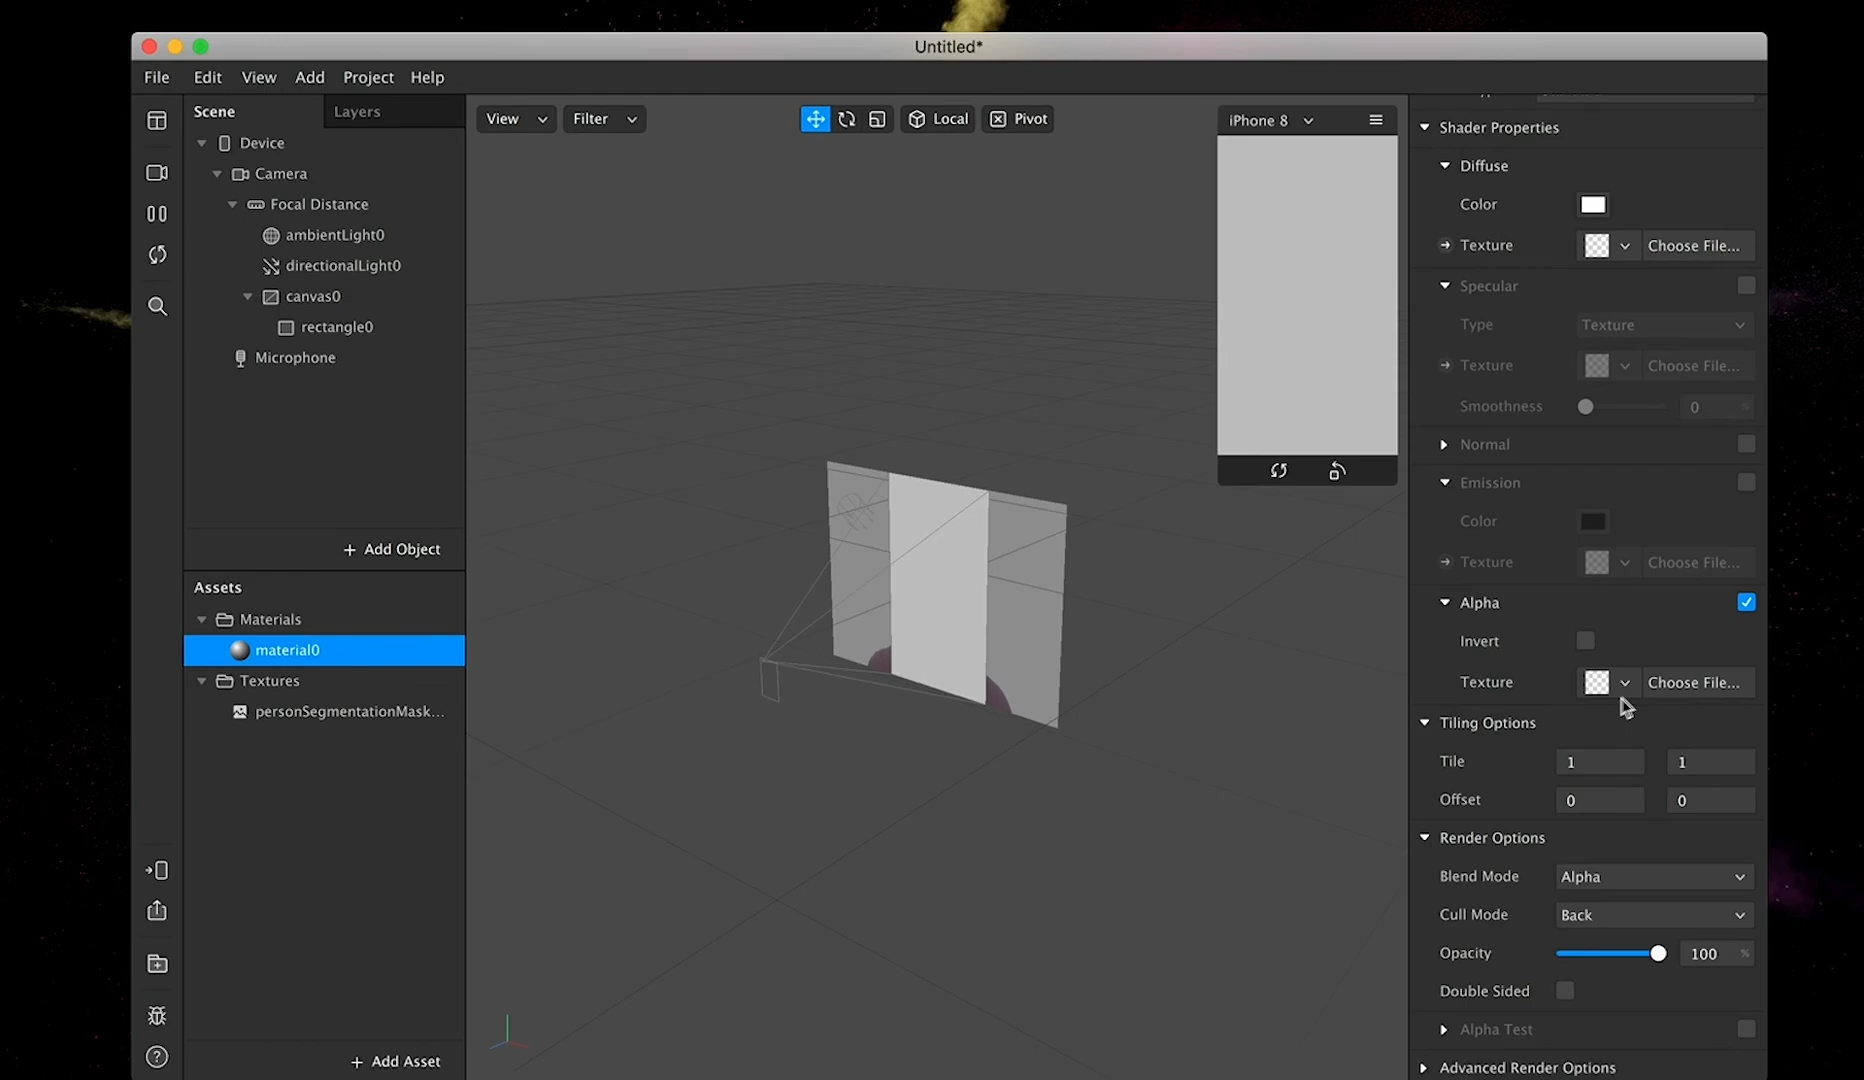 Untitled*
File Edit View Add Project Help
Scene Layers
Device
Camera
Focal Distance
ambientLight0
directionalLight0
canvas0
rectangle0
Microphone
+ Add Object
Assets
Materials
material0
Textures
personSegmentationMask...
+ Add Asset
View Filter Local Pivot
iPhone 8
Shader Properties
Diffuse
Color
Texture Choose File...
Specular
Type Texture
Texture Choose File...
Smoothness 0 %
Normal
Emission
Color
Texture Choose File...
Alpha
Invert
Texture Choose File...
Tiling Options
Tile 1 1
Offset 0 0
Render Options
Blend Mode Alpha
Cull Mode Back
Opacity 100 %
Double Sided
Alpha Test
Advanced Render Options